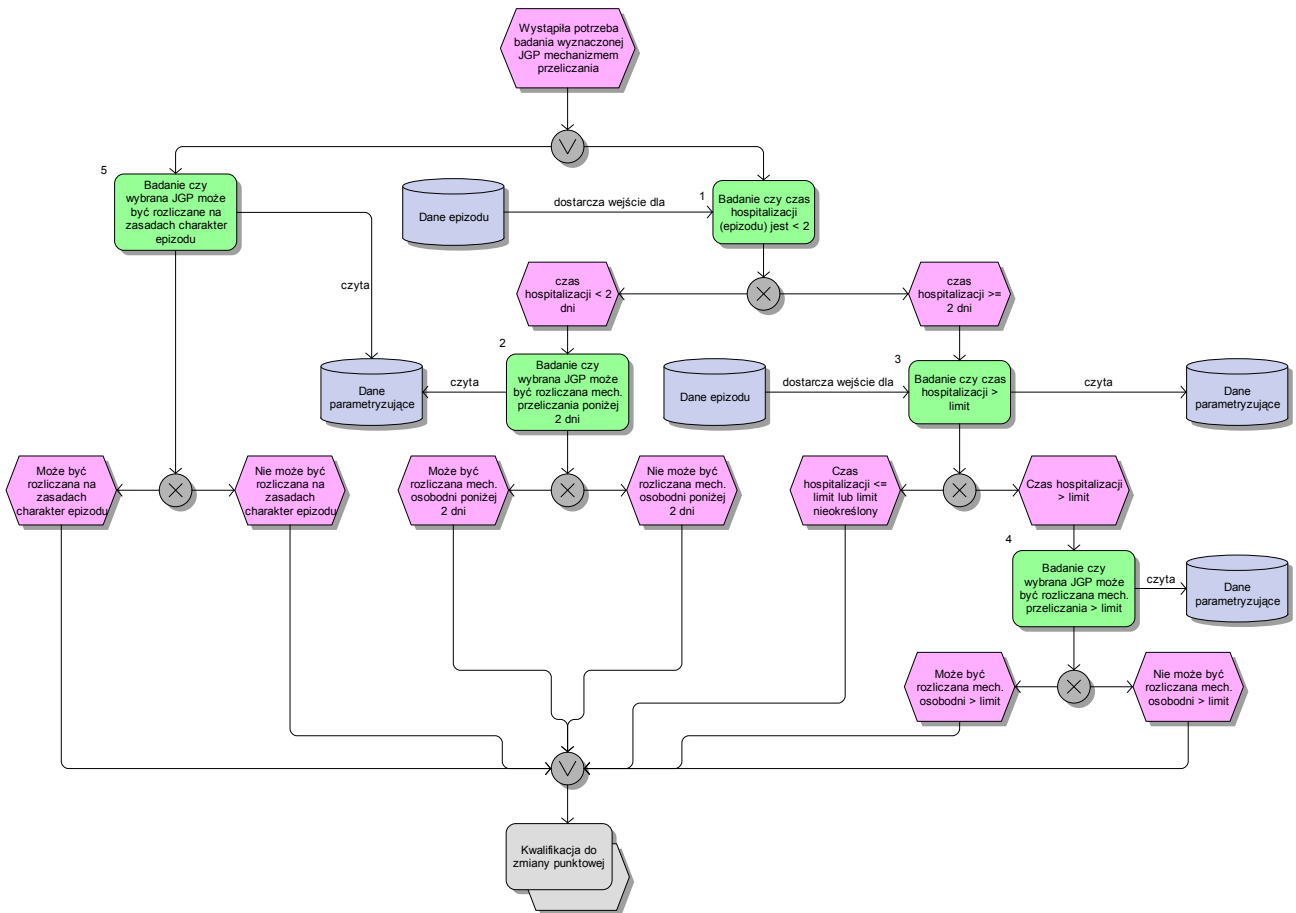 Wystąpiła potrzeba
badania wyznaczonej
JGP mechanizmem
przeliczania
5
Badanie czy
wybrana JGP może
być rozliczane na
zasadach charakter
epizodu
Dane epizodu
dostarcza wejście dla
1
Badanie czy czas
hospitalizacji
(epizodu) jest < 2
czyta
czas
hospitalizacji < 2
dni
czas
hospitalizacji >=
2 dni
2
Badanie czy
wybrana JGP może
być rozliczana mech.
przeliczania poniżej
2 dni
czyta
Dane
parametryzujące
Dane epizodu
dostarcza wejście dla
3
Badanie czy czas
hospitalizacji >
limit
czyta
Dane
parametryzujące
Może być
rozliczana na
zasadach
charakter epizodu
Nie może być
rozliczana na
zasadach
charakter epizodu
Może być
rozliczana mech.
osobodni poniżej
2 dni
Nie może być
rozliczana mech.
osobodni poniżej
2 dni
Czas
hospitalizacji <=
limit lub limit
nieokreślony
Czas hospitalizacji
> limit
4
Badanie czy
wybrana JGP może
być rozliczana mech.
przeliczania > limit
czyta
Dane
parametryzujące
Może być
rozliczana mech.
osobodni > limit
Nie może być
rozliczana mech.
osobodni > limit
Kwalifikacja do
zmiany punktowej